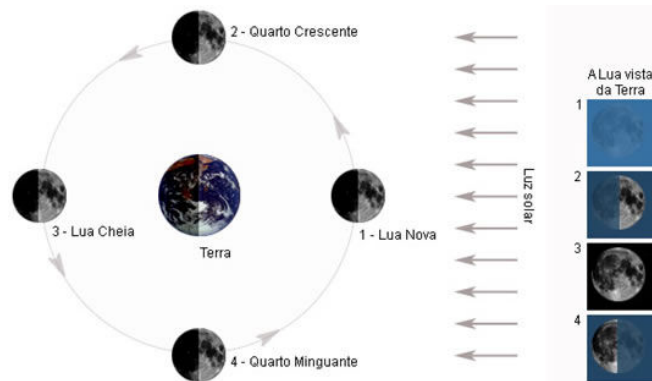 2 - Quarto Crescente
3 - Lua Cheia
Terra
1 - Lua Nova
4 - Quarto Minguante
Luz solar
A Lua vista
da Terra
1
2
3
4